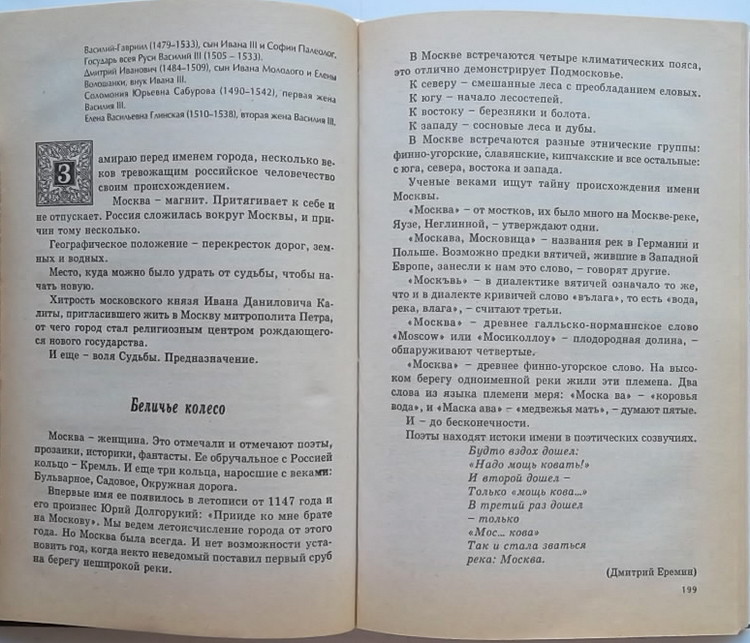 Василий-Гавриил (1479–1533), сын Ивана III и Софии Палеолог.
Государь всея Руси Василий III (1505 – 1533).
Дмитрий Иванович (1484–1509), сын Ивана Молодого и Елены
Волошанки, внук Ивана III.
Соломония Юрьевна Сабурова (1490–1542), первая жена
Василия III.
Елена Васильевна Глинская (1510–1538), вторая жена Василия III.
Замираю перед именем города, несколько ве-
ков тревожащим российское человечество
своим происхождением.
Москва – магнит. Притягивает к себе и
не отпускает. Россия сложилась вокруг Москвы, и при-
чин тому несколько.
Географическое положение – перекресток дорог, зем-
ных и водных.
Место, куда можно было удрать от судьбы, чтобы на-
чать новую.
Хитрость московского князя Ивана Даниловича Ка-
литы, пригласившего жить в Москву митрополита Петра,
от чего город стал религиозным центром рождающего-
ся нового государства.
И еще – воля Судьбы. Предназначение.
Беличье колесо
Москва – женщина. Это отмечали и отмечают поэты,
прозаики, историки, фантасты. Ее обручальное с Россией
кольцо – Кремль. И еще три кольца, наросшие с веками:
Бульварное, Садовое, Окружная дорога.
Впервые имя ее появилось в летописи от 1147 года и
его произнес Юрий Долгорукий: «Прииде ко мне брате
на Москову». Мы ведем летоисчисление города от этого
года. Но Москва была всегда. И нет возможности уста-
новить год, когда некто неведомый поставил первый сруб
на берегу неширокой реки.
В Москве встречаются четыре климатических пояса,
это отлично демонстрирует Подмосковье.
К северу – смешанные леса с преобладанием еловых.
К югу – начало лесостепей.
К востоку – березняки и болота.
К западу – сосновые леса и дубы.
В Москве встречаются разные этнические группы:
финно-угорские, славянские, кипчакские и все остальные:
с юга, севера, востока и запада.
Ученые веками ищут тайну происхождения имени
Москвы.
«Москва» – от мостков, их было много на Москве-реке,
Яузе, Неглинной, – утверждают одни.
«Москава, Московица» – названия рек в Германии и
Польше. Возможно предки вятичей, жившие в Западной
Европе, занесли к нам это слово, – говорят другие.
«Москъвь» – в диалектике вятичей означало то же,
что и в диалекте кривичей слово «вълага», то есть «вода,
река, влага», – считают третьи.
«Москва» – древнее галльско-норманнское слово
«Moscow» или «Мосиколлоу» – плодородная долина, –
обнаруживают четвертые.
«Москва» – древнее финно-угорское слово. На высо-
ком берегу одноименной реки жили эти племена. Два
слова из языка племени меря: «Моска ва» – «коровья
вода», и «Маска ава» – «медвежья мать», – думают пятые.
И – до бесконечности.
Поэты находят истоки имени в поэтических созвучиях.
Будто вздох дошел:
«Надо мощь ковать!»
И второй дошел –
Только «мощь кова...»
В третий раз дошел
– только
«Мос... кова»
Так и стала зваться
река: Москва.
(Дмитрий Еремин)
199